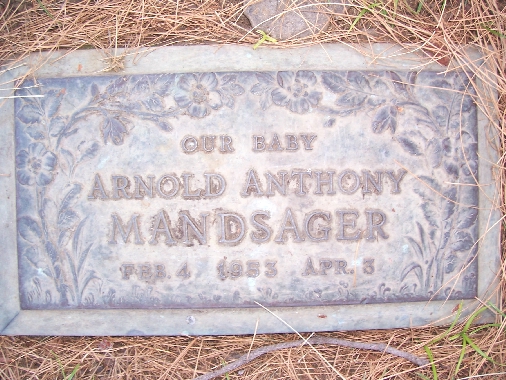 OUR BABY
ARNOLD ANTHONY
MANDSAGER
FEB. 4 1953 APR. 3